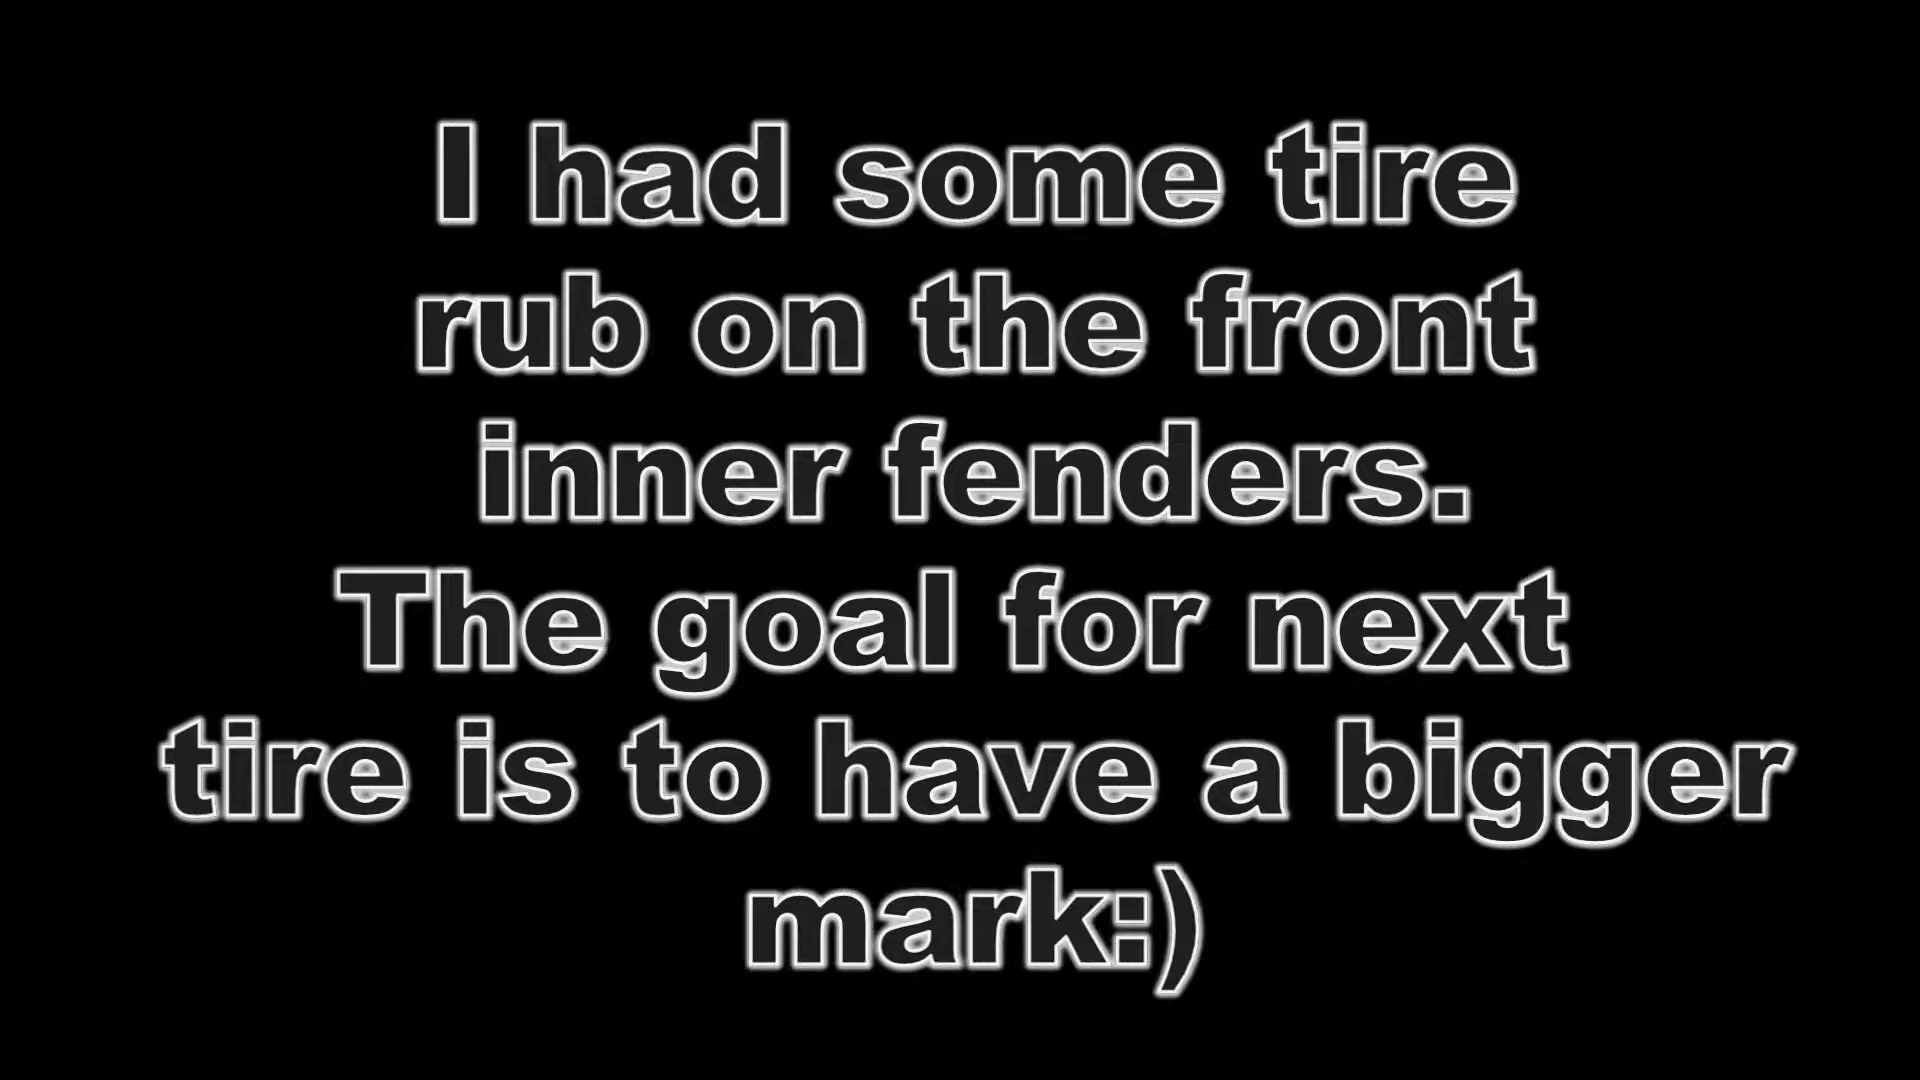 I had some tire
rub on the front
inner fenders.
The goal for next
tire is to have a bigger
mark:)